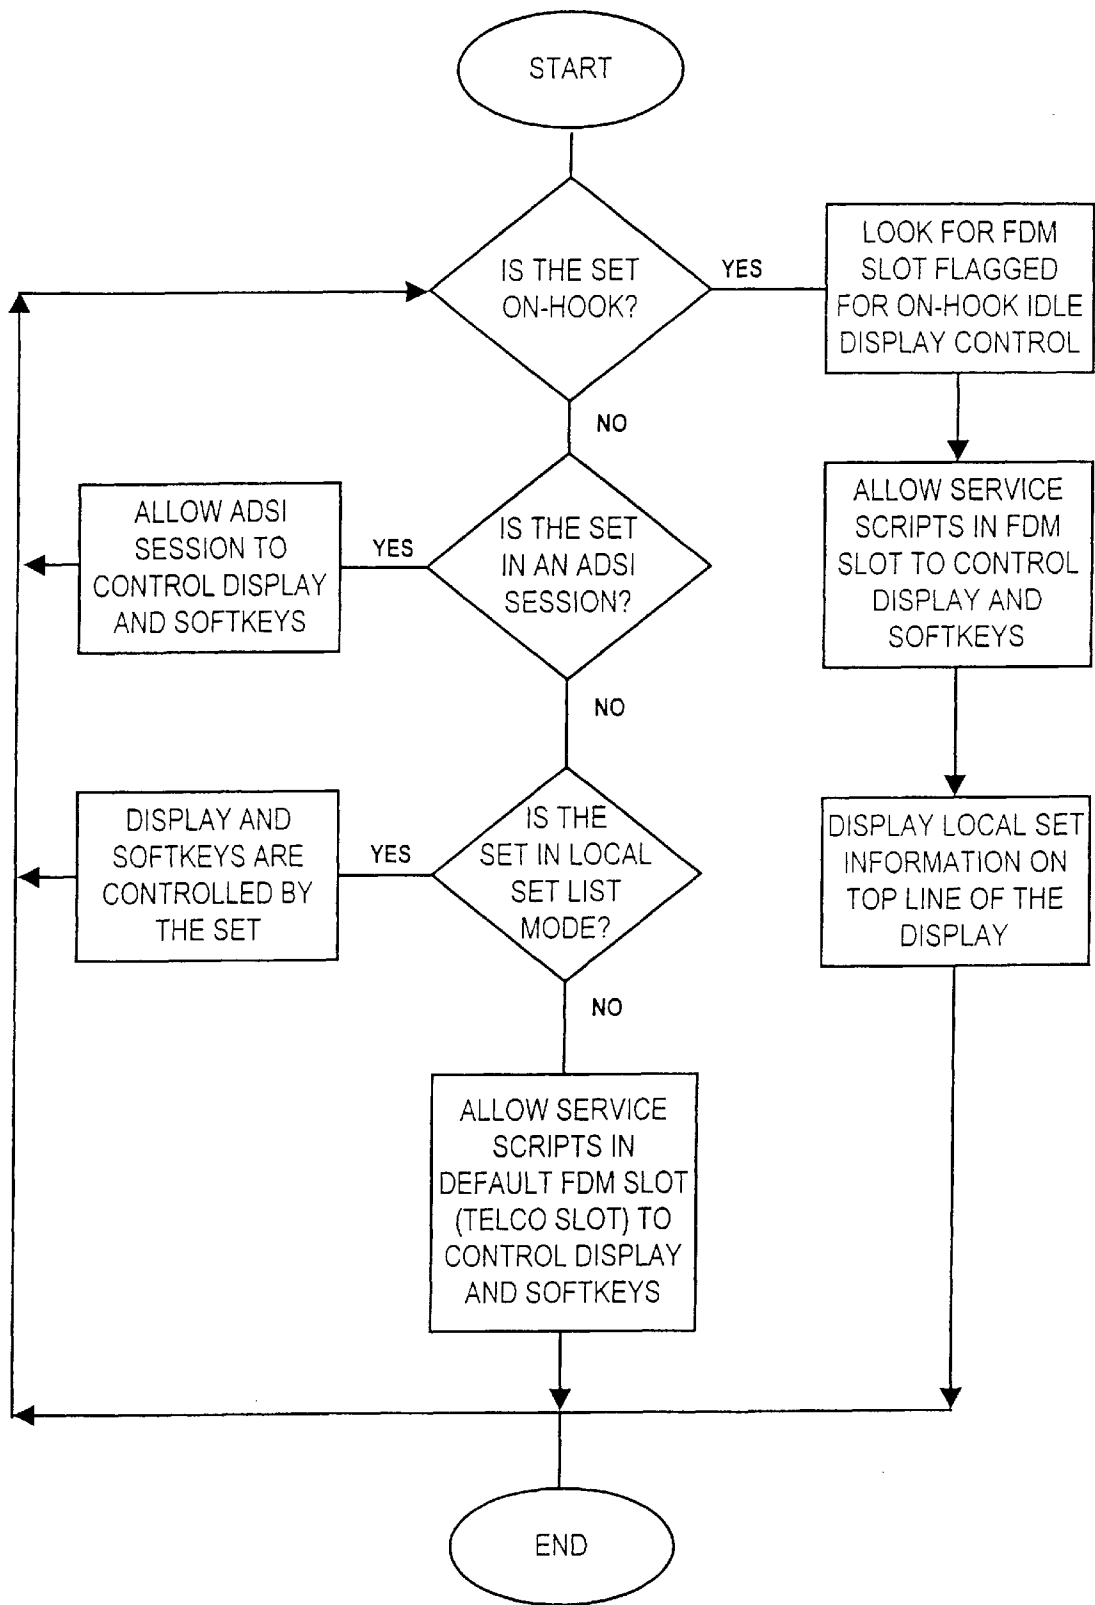 START
IS THE SET
ON-HOOK?
YES
LOOK FOR FDM
SLOT FLAGGED
FOR ON-HOOK IDLE
DISPLAY CONTROL
NO
ALLOW ADSI
SESSION TO
CONTROL DISPLAY
AND SOFTKEYS
YES
IS THE SET
IN AN ADSI
SESSION?
ALLOW SERVICE
SCRIPTS IN FDM
SLOT TO CONTROL
DISPLAY AND
SOFTKEYS
NO
DISPLAY AND
SOFTKEYS ARE
CONTROLLED BY
THE SET
YES
IS THE
SET IN LOCAL
SET LIST
MODE?
DISPLAY LOCAL SET
INFORMATION ON
TOP LINE OF THE
DISPLAY
NO
ALLOW SERVICE
SCRIPTS IN
DEFAULT FDM SLOT
(TELCO SLOT) TO
CONTROL DISPLAY
AND SOFTKEYS
END